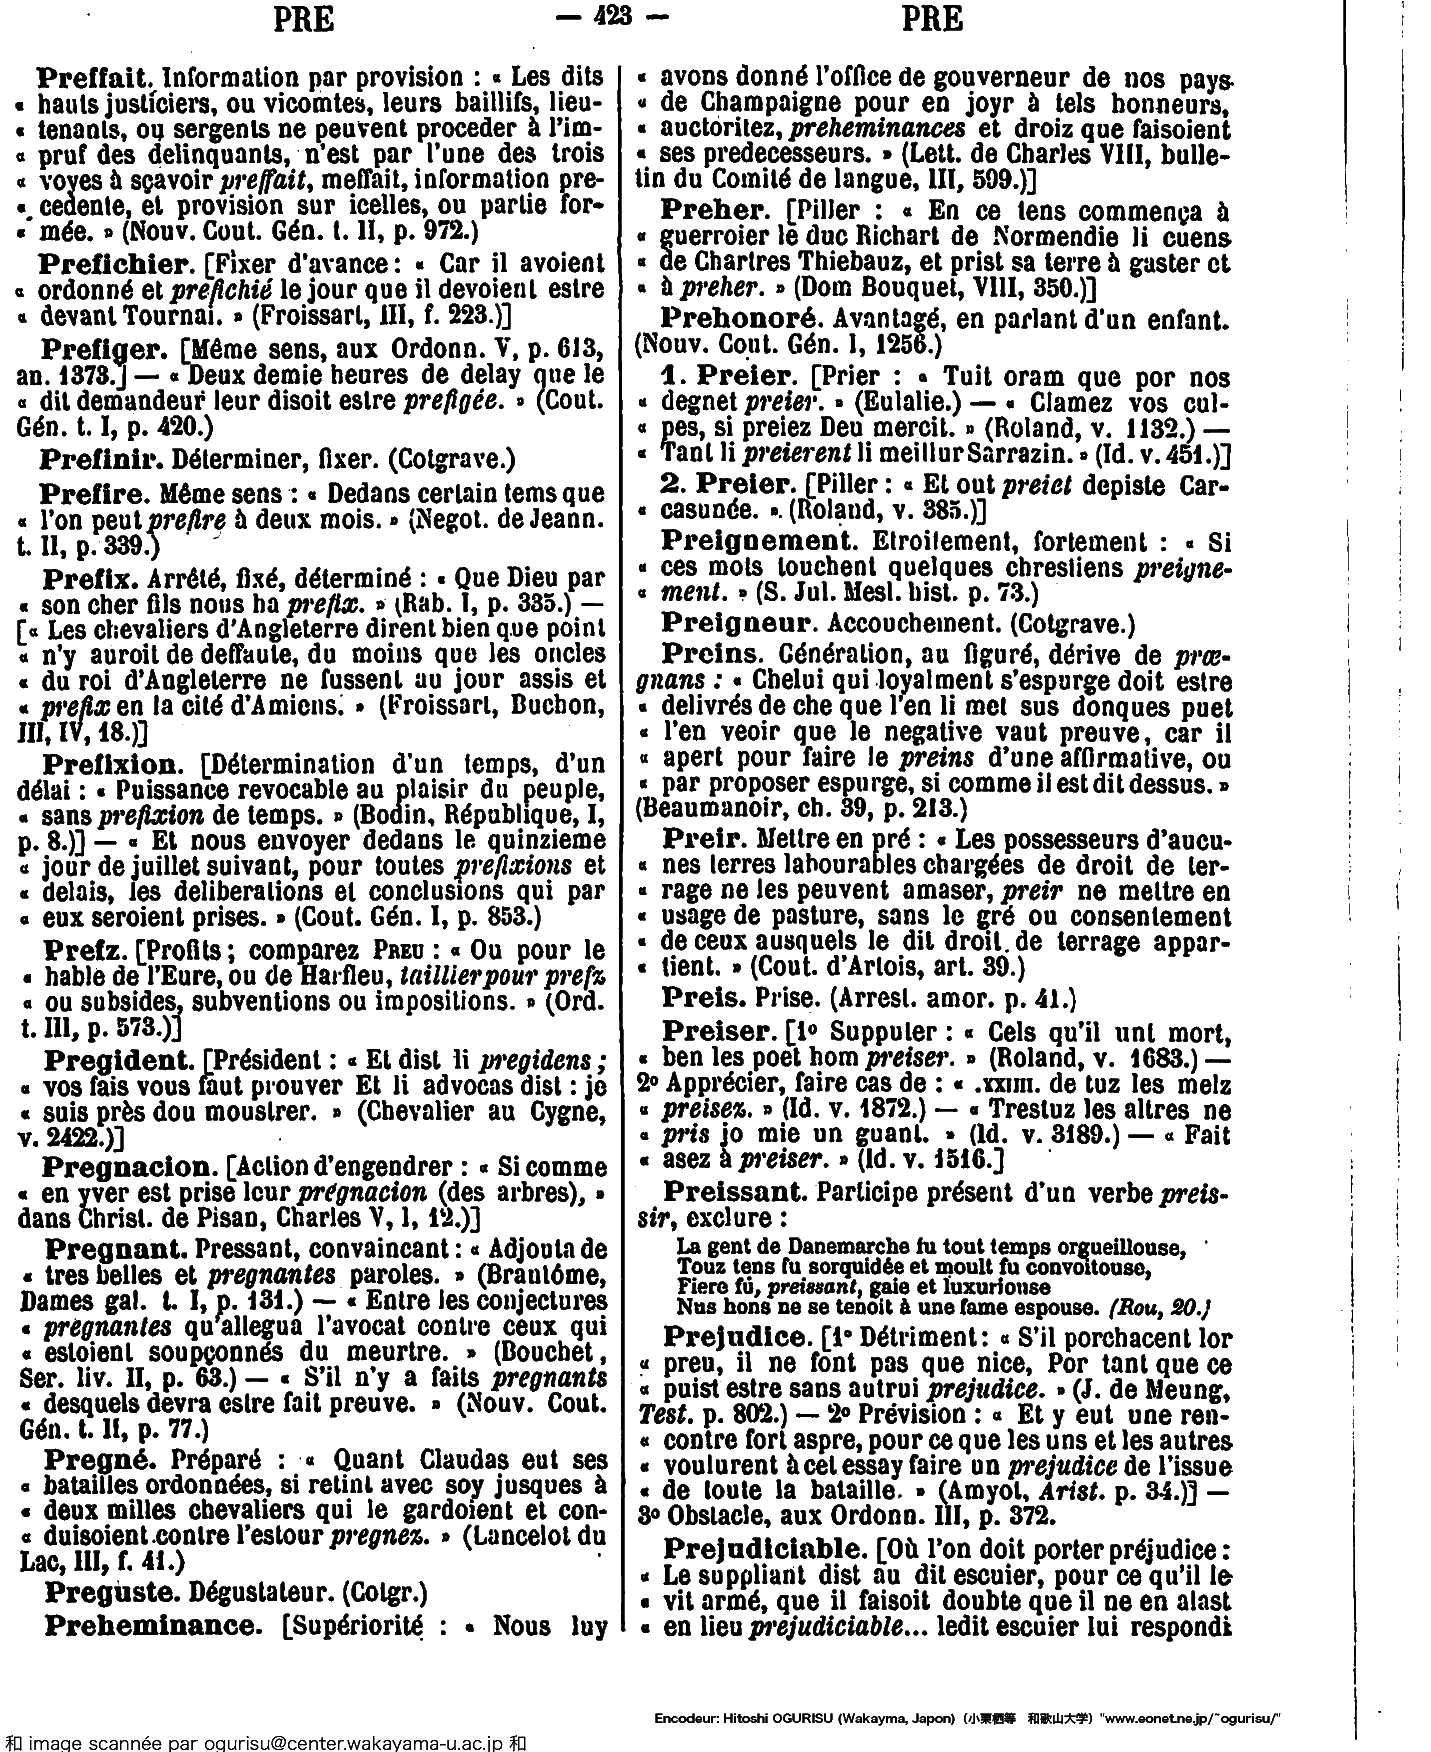 PRE — 423 — PRE
Preffait. Information par provision : « Les dits
« hauts justiciers, ou vicomtes, leurs baillifs, lieu-
« tenants, ou sergents ne peuvent proceder à l'im-
« pruf des delinquants, n'est par l'une des trois
« voyes à sçavoir preffait, meffait, information pre-
« cedente, et provision sur icelles, ou partie for-
« mée. » (Nouv. Cout. Gén. t. II, p. 972.)
Prefichier. [Fixer d'avance : « Car il avoient
« ordonné et prefichié le jour que il devoient estre
« devant Tournai. » (Froissart, III, f. 223.)]
Prefiger. [Même sens, aux Ordonn. V, p. 613,
an. 1373.] — « Deux demie heures de delay que le
« dit demandeur leur disoit estre prefigée. » (Cout.
Gén. t. I, p. 420.)
Prefinir. Déterminer, fixer. (Cotgrave.)
Prefire. Même sens : « Dedans certain tems que
« l'on peut prefire à deux mois. » (Negot. de Jeann.
t. II, p. 339.)
Prefix. Arrêté, fixé, déterminé : « Que Dieu par
« son cher fils nous ha prefix. » (Rab. I, p. 335.) —
[« Les chevaliers d'Angleterre dirent bien que point
« n'y auroit de deffaute, du moins que les oncles
« du roi d'Angleterre ne fussent au jour assis et
« prefix en la cité d'Amiens. » (Froissart, Buchon,
III, IV, 18.)]
Prefixion. [Détermination d'un temps, d'un
délai : « Puissance revocable au plaisir du peuple,
« sans prefixion de temps. » (Bodin, République, I,
p. 8.)] — « Et nous envoyer dedans le quinzieme
« jour de juillet suivant, pour toutes prefixions et
« delais, les deliberations et conclusions qui par
« eux seroient prises. » (Cout. Gén. I, p. 853.)
Prefz. [Profits ; comparez PREU : « Ou pour le
« hable de l'Eure, ou de Harfleu, taillier pour prefz
« ou subsides, subventions ou impositions. » (Ord.
t. III, p. 573.)]
Pregident. [Président : « Et dist li pregidens ;
« vos fais vous faut prouver Et li advocas dist : je
« suis près dou moustrer. » (Chevalier au Cygne,
v. 2422.)]
Pregnacion. [Action d'engendrer : « Si comme
« en yver est prise leur pregnacion (des arbres), »
dans Christ. de Pisan, Charles V, I, 12.)]
Pregnant. Pressant, convaincant : « Adjouta de
« tres belles et pregnantes paroles. » (Brantôme,
Dames gal. t. I, p. 131.) — « Entre les conjectures
« pregnantes qu'allegua l'avocat contre ceux qui
« estoient soupçonnés du meurtre. » (Bouchet,
Ser. liv. II, p. 63.) — « S'il n'y a faits pregnants
« desquels devra estre fait preuve. » (Nouv. Cout.
Gén. t. II, p. 77.)
Pregné. Préparé : « Quant Claudas eut ses
« batailles ordonnées, si retint avec soy jusques à
« deux milles chevaliers qui le gardoient et con-
« duisoient contre l'estour pregnez. » (Lancelot du
Lac, III, f. 41.)
Preguste. Dégustateur. (Cotgr.)
Preheminance. [Supériorité : « Nous luy
« avons donné l'office de gouverneur de nos pays
« de Champaigne pour en joyr à tels honneurs,
« auctoritez, preheminances et droiz que faisoient
« ses predecesseurs. » (Lett. de Charles VIII, bulle-
tin du Comité de langue, III, 599.)]
Preher. [Piller : « En ce tens commença à
« guerroier le duc Richart de Normendie li cuens
« de Chartres Thiebauz, et prist sa terre à gaster et
« à preher. » (Dom Bouquet, VIII, 350.)]
Prehonoré. Avantagé, en parlant d'un enfant.
(Nouv. Cout. Gén. I, 1256.)
1. Preier. [Prier : « Tuit oram que por nos
« degnet preier. » (Eulalie.) — « Clamez vos cul-
« pes, si preiez Deu mercit. » (Roland, v. 1132.) —
« Tant li preierent li meillur Sarrazin. » (Id. v. 451.)]
2. Preier. [Piller : « Et out preiet depiste Car-
« casunée. » (Roland, v. 385.)]
Preignement. Etroitement, fortement : « Si
« ces mots touchent quelques chrestiens preigne-
« ment. » (S. Jul. Mesl. hist. p. 73.)
Preigneur. Accouchement. (Cotgrave.)
Preins. Génération, au figuré, dérive de præ-
gnans : « Chelui qui loyalment s'espurge doit estre
« delivrés de che que l'en li met sus donques puet
« l'en veoir que le negative vaut preuve, car il
« apert pour faire le preins d'une affirmative, ou
« par proposer espurge, si comme il est dit dessus. »
(Beaumanoir, ch. 39, p. 213.)
Preir. Mettre en pré : « Les possesseurs d'aucu-
« nes terres labourables chargées de droit de ter-
« rage ne les peuvent amaser, preir ne mettre en
« usage de pasture, sans le gré ou consentement
« de ceux ausquels le dit droit de terrage appar-
« tient. » (Cout. d'Artois, art. 39.)
Preis. Prise. (Arrest. amor. p. 41.)
Preiser. [1º Supputer : « Cels qu'il unt mort,
« ben les poet hom preiser. » (Roland, v. 1683.) —
2º Apprécier, faire cas de : « .XXIIII. de tuz les melz
« preisez. » (Id. v. 1872.) — « Trestuz les altres ne
« pris jo mie un guant. » (Id. v. 3189.) — « Fait
« asez à preiser. » (Id. v. 1516.]
Preissant. Participe présent d'un verbe preis-
sir, exclure :
La gent de Danemarche fu tout temps orgueillouse,
Touz tens fu sorquidée et moult fu convoitouse,
Fiere fu, preissant, gaie et luxuriouse
Nus hons ne se tenoit à une fame espouse. (Rou, 20.)
Prejudice. [1º Détriment : « S'il porchacent lor
« preu, il ne font pas que nice, Por tant que ce
« puist estre sans autrui prejudice. » (J. de Meung,
Test. p. 802.) — 2º Prévision : « Et y eut une ren-
« contre fort aspre, pour ce que les uns et les autres
« voulurent à cet essay faire un prejudice de l'issue
« de toute la bataille. » (Amyot, Arist. p. 34.)] —
3º Obstacle, aux Ordonn. III, p. 372.
Prejudiciable. [Où l'on doit porter préjudice :
« Le suppliant dist au dit escuier, pour ce qu'il le
« vit armé, que il faisoit doubte que il ne en alast
« en lieu prejudiciable... ledit escuier lui respondi
Encodeur: Hitoshi OGURISU (Wakayma, Japon) (小栗栖等 和歌山大学) "www.eonet.ne.jp/~ogurisu/"
和 image scannée par ogurisu@center.wakayama-u.ac.jp 和